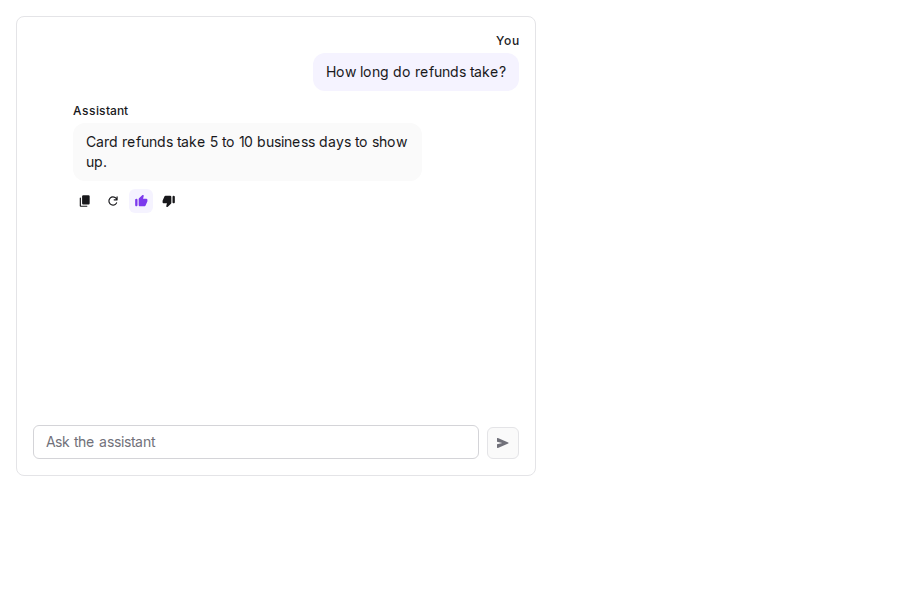 You
How long do refunds take?
Assistant
Card refunds take 5 to 10 business days to show
up.
Ask the assistant